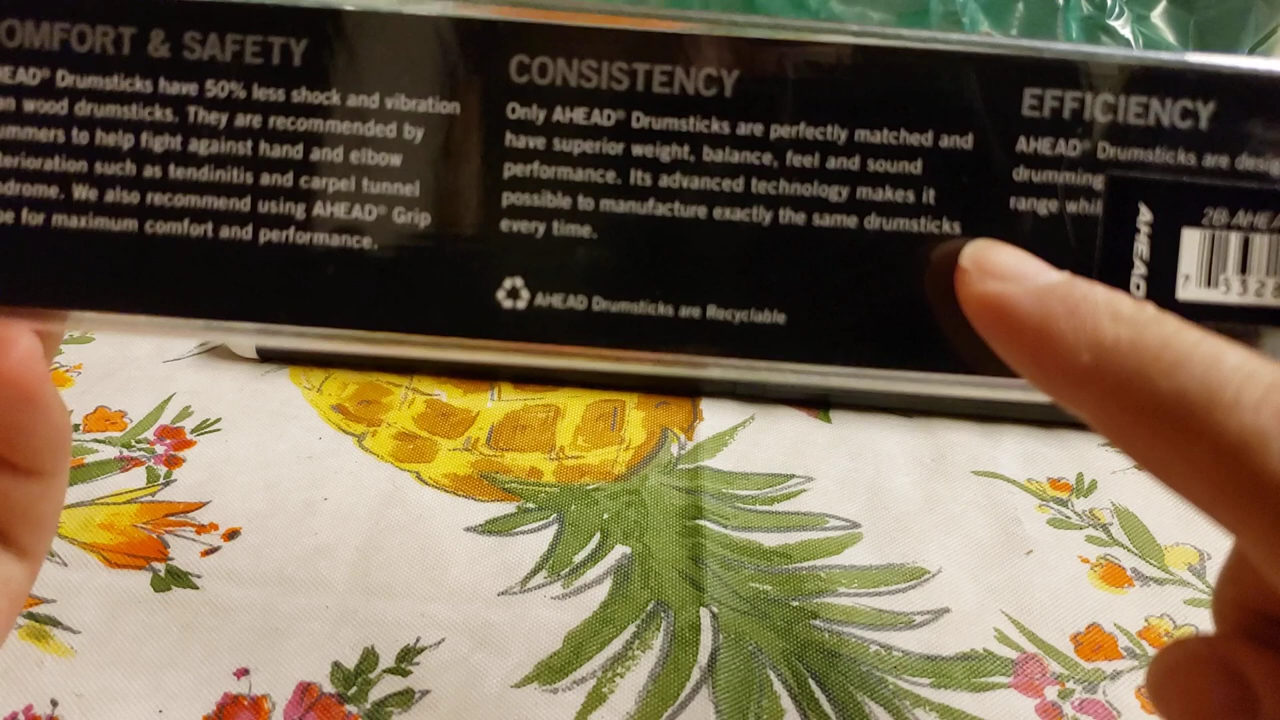 OMFORT & SAFETY
EAD® Drumsticks have 50% less shock and vibration
an wood drumsticks. They are recommended by
ummers to help fight against hand and elbow
terioration such as tendinitis and carpel tunnel
ndrome. We also recommend using AHEAD® Grip
pe for maximum comfort and performance.
CONSISTENCY
Only AHEAD® Drumsticks are perfectly matched and
have superior weight, balance, feel and sound
performance. Its advanced technology makes it
possible to manufacture exactly the same drumsticks
every time.
AHEAD Drumsticks are Recyclable
EFFICIENCY
AHEAD® Drumsticks are desig
drumming
range whil
AHEAD
2B-AHEA